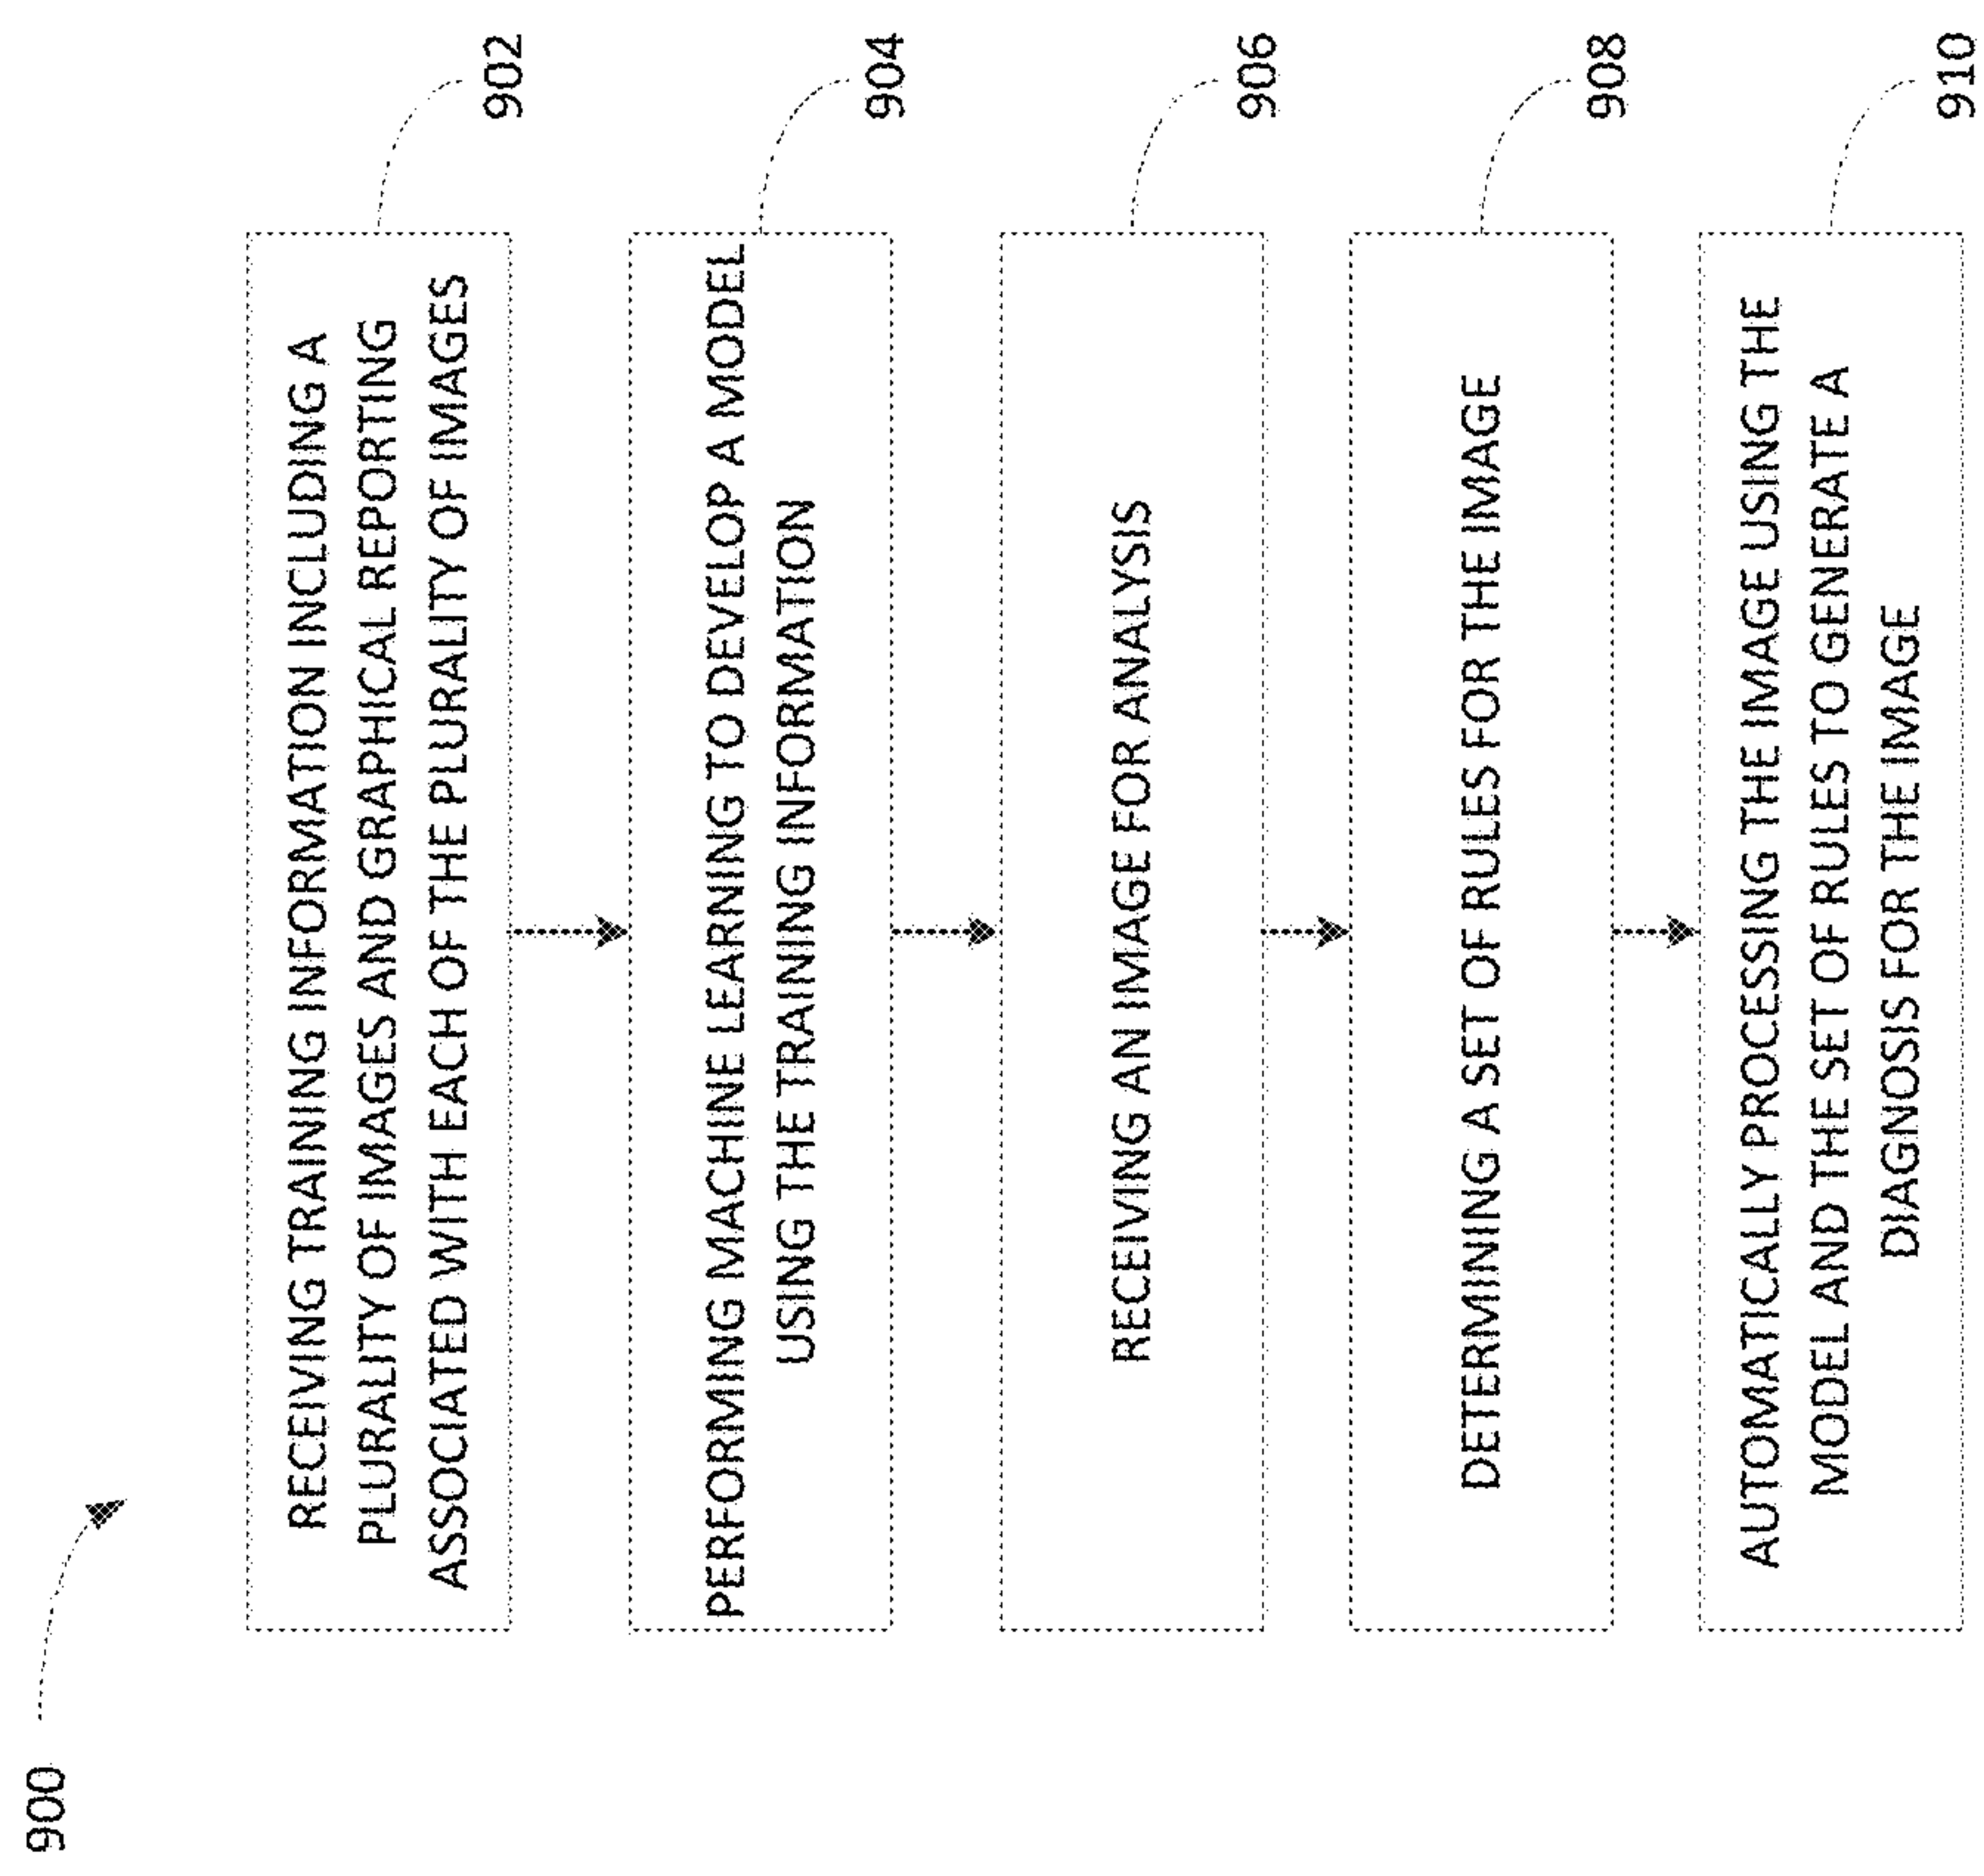 900
RECEIVING TRAINING INFORMATION INCLUDING A
PLURALITY OF IMAGES AND GRAPHICAL REPORTING
ASSOCIATED WITH EACH OF THE PLURALITY OF IMAGES
902
PERFORMING MACHINE LEARNING TO DEVELOP A MODEL
USING THE TRAINING INFORMATION
904
RECEIVING AN IMAGE FOR ANALYSIS
906
DETERMINING A SET OF RULES FOR THE IMAGE
908
AUTOMATICALLY PROCESSING THE IMAGE USING THE
MODEL AND THE SET OF RULES TO GENERATE A
DIAGNOSIS FOR THE IMAGE
910